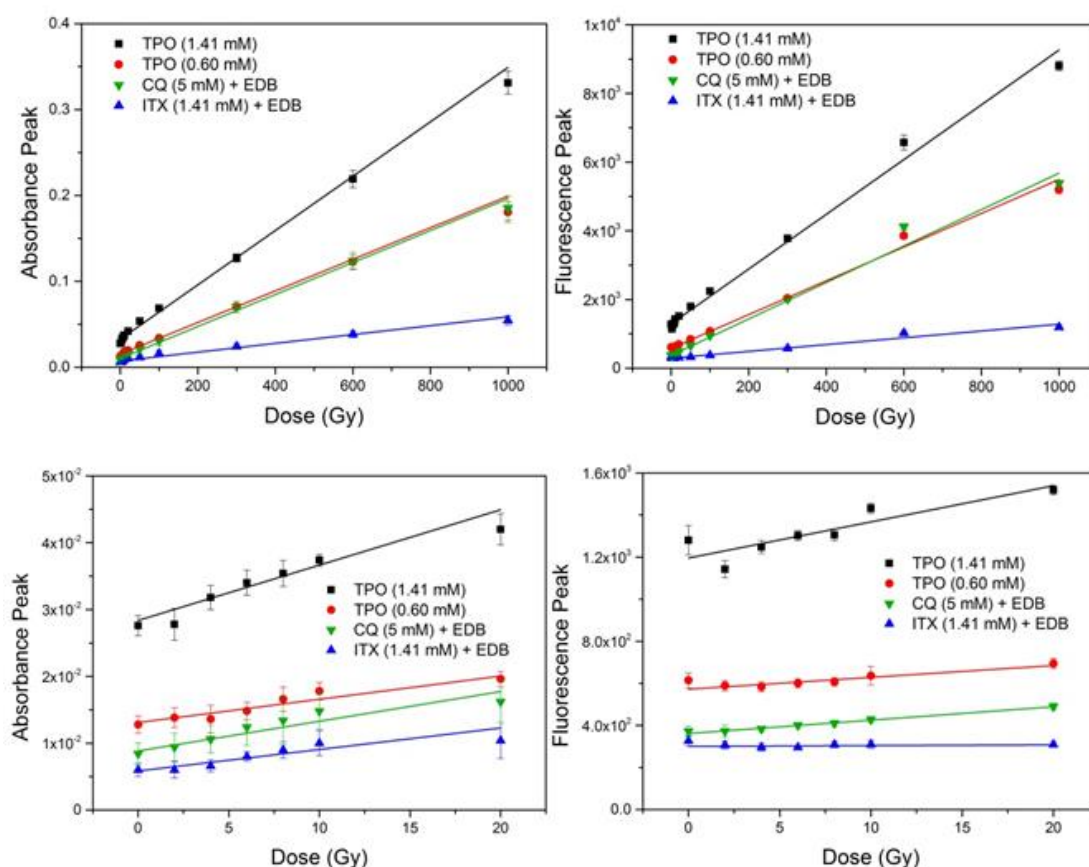 Absorbance Peak
0.4
0.3
0.2
0.1
0.0
TPO (1.41 mM)
TPO (0.60 mM)
CQ (5 mM) + EDB
ITX (1.41 mM) + EDB
0 200 400 600 800 1000
Dose (Gy)
Fluorescence Peak
1x10⁴
8x10³
6x10³
4x10³
2x10³
0
TPO (1.41 mM)
TPO (0.60 mM)
CQ (5 mM) + EDB
ITX (1.41 mM) + EDB
0 200 400 600 800 1000
Dose (Gy)
Absorbance Peak
5x10⁻²
4x10⁻²
3x10⁻²
2x10⁻²
1x10⁻²
0
TPO (1.41 mM)
TPO (0.60 mM)
CQ (5 mM) + EDB
ITX (1.41 mM) + EDB
0 5 10 15 20
Dose (Gy)
Fluorescence Peak
1.6x10³
1.2x10³
8.0x10²
4.0x10²
0.0
TPO (1.41 mM)
TPO (0.60 mM)
CQ (5 mM) + EDB
ITX (1.41 mM) + EDB
0 5 10 15 20
Dose (Gy)